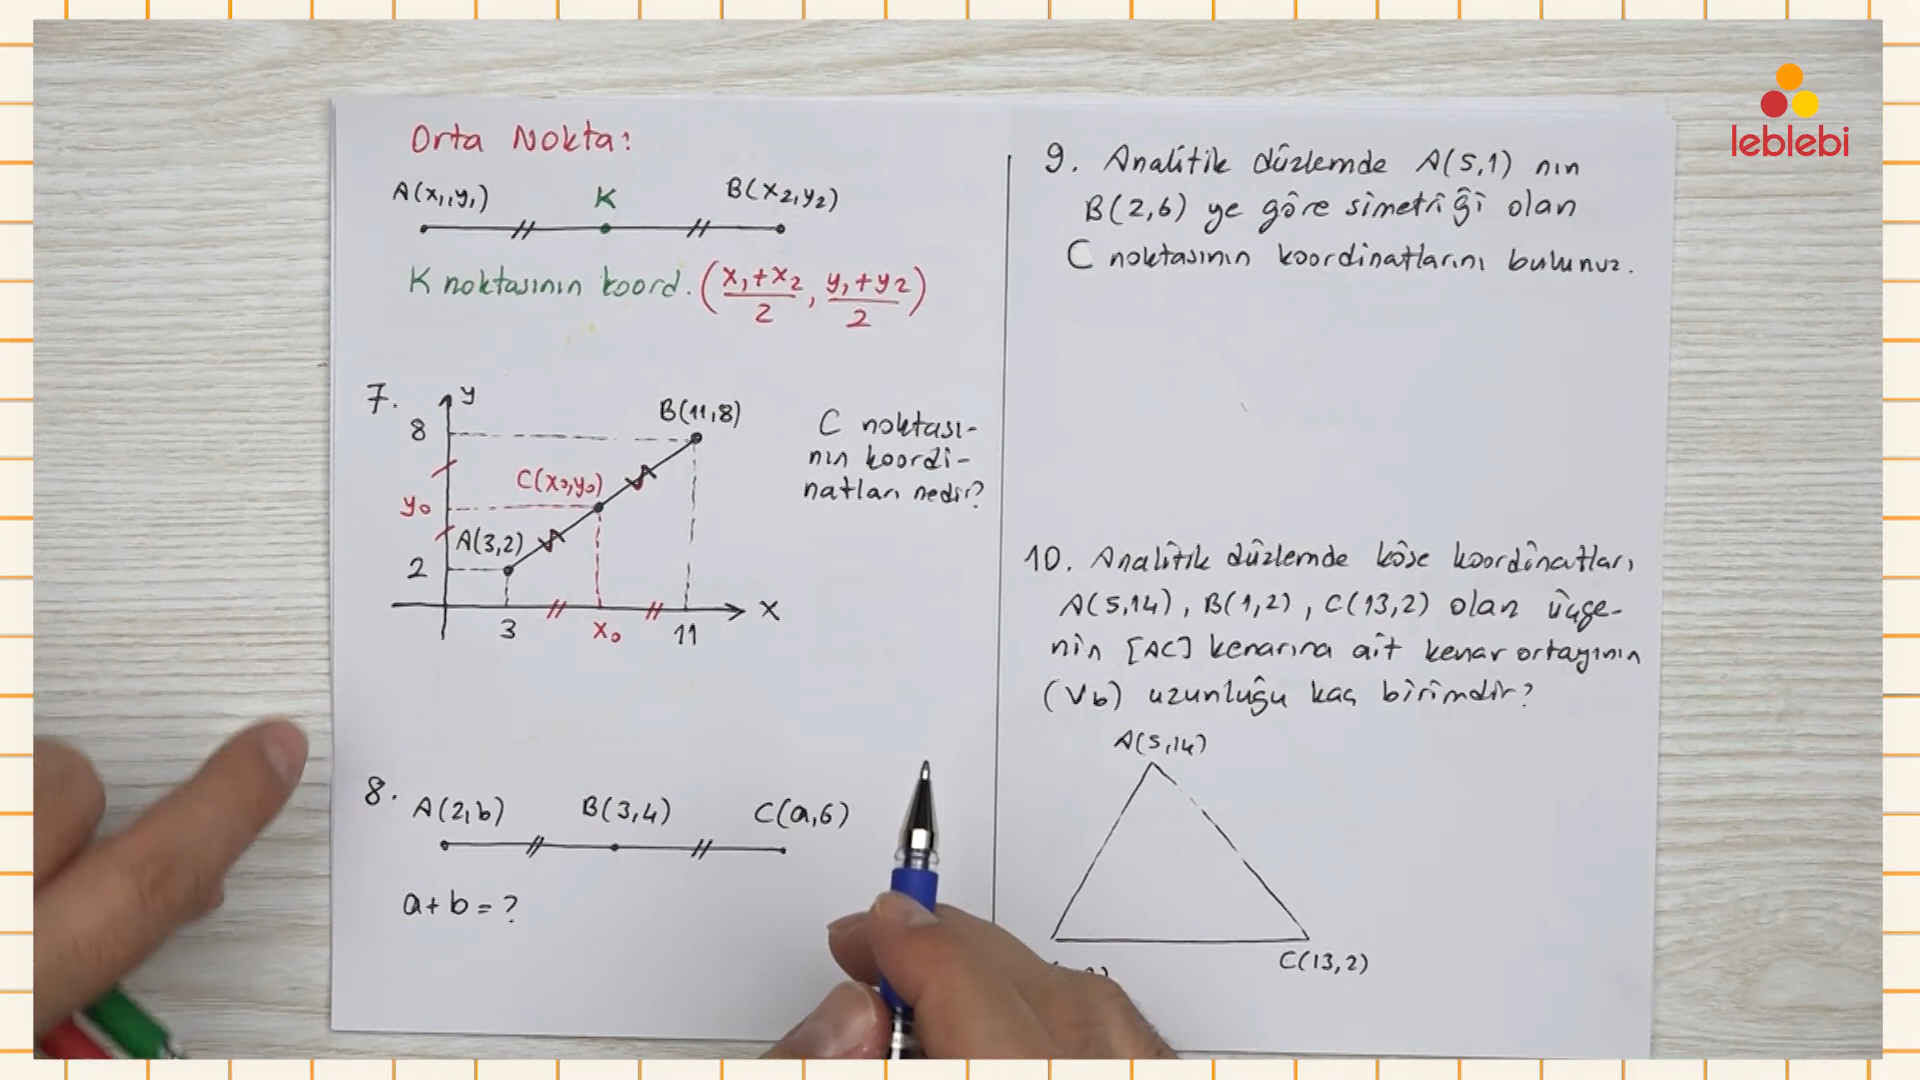 Orta Nokta:
A(x₁,y₁) K B(x₂,y₂)
K noktasının koord. (x₁+x₂/2, y₁+y₂/2)
7.
y
8
B(11,8)
C(x₀,y₀)
y₀
A(3,2)
2
3 x₀ 11 x
C noktası-
nın koordi-
natları nedir?
8.
A(2,b) B(3,4) C(a,6)
a+b=?
9. Analitik düzlemde A(5,1) nın
B(2,6) ye göre simetriği olan
C noktasının koordinatlarını bulunuz.
10. Analitik düzlemde köşe koordinatları
A(5,14), B(1,2), C(13,2) olan üçge-
nin [AC] kenarına ait kenarortayının
(Vb) uzunluğu kaç birimdir?
A(5,14)
C(13,2)
leblebi